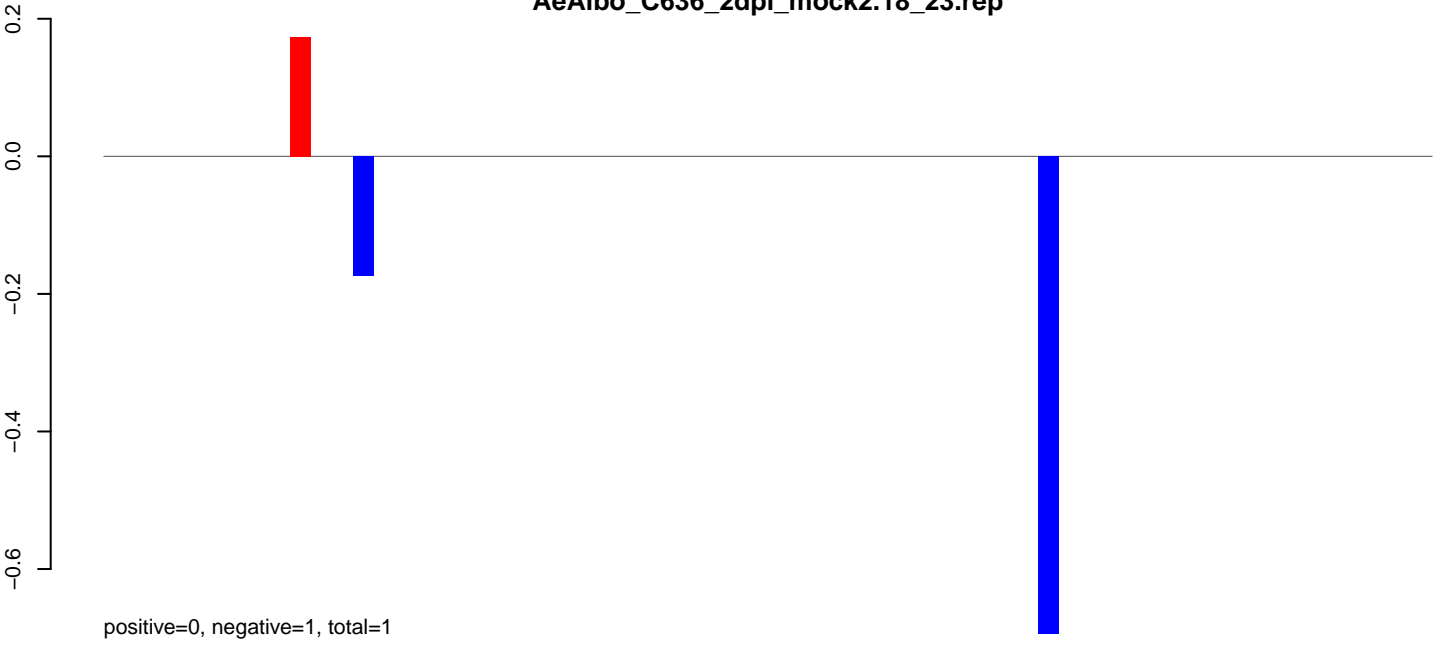 AeAlbo_C636_2dpi_mock2.18_23.rep
0.2
0.0
−0.2
−0.4
−0.6
positive=0, negative=1, total=1